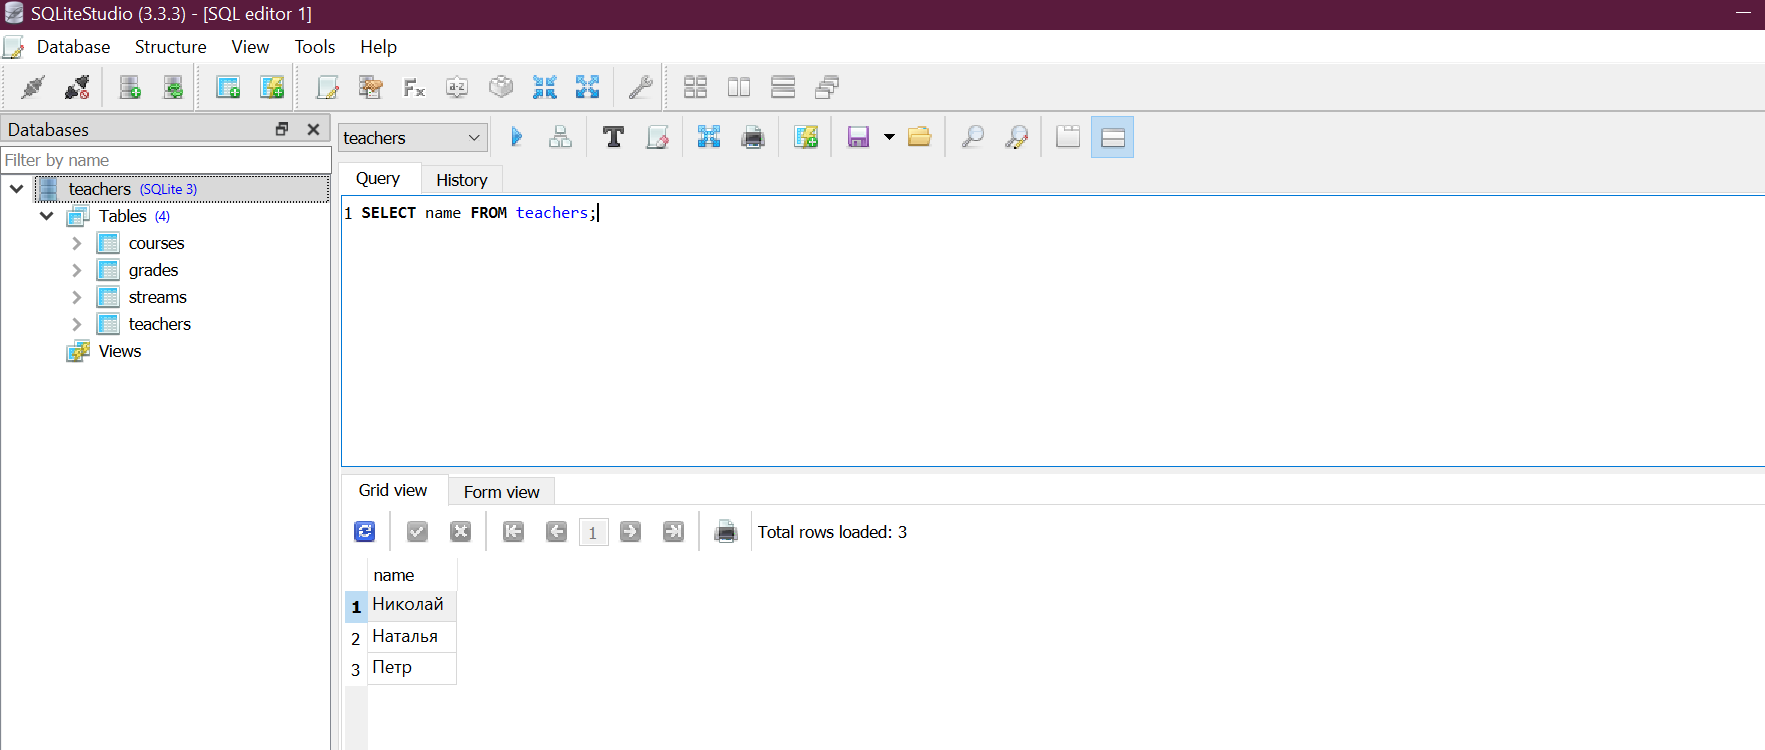 SQLiteStudio (3.3.3) - [SQL editor 1]
Database Structure View Tools Help
Databases
Filter by name
teachers (SQLite 3)
Tables (4)
courses
grades
streams
teachers
Views
Fx
a-z
teachers
T
Query History
1 SELECT name FROM teachers;
Grid view Form view
1
Total rows loaded: 3
name
1 Николай
2 Наталья
3 Петр